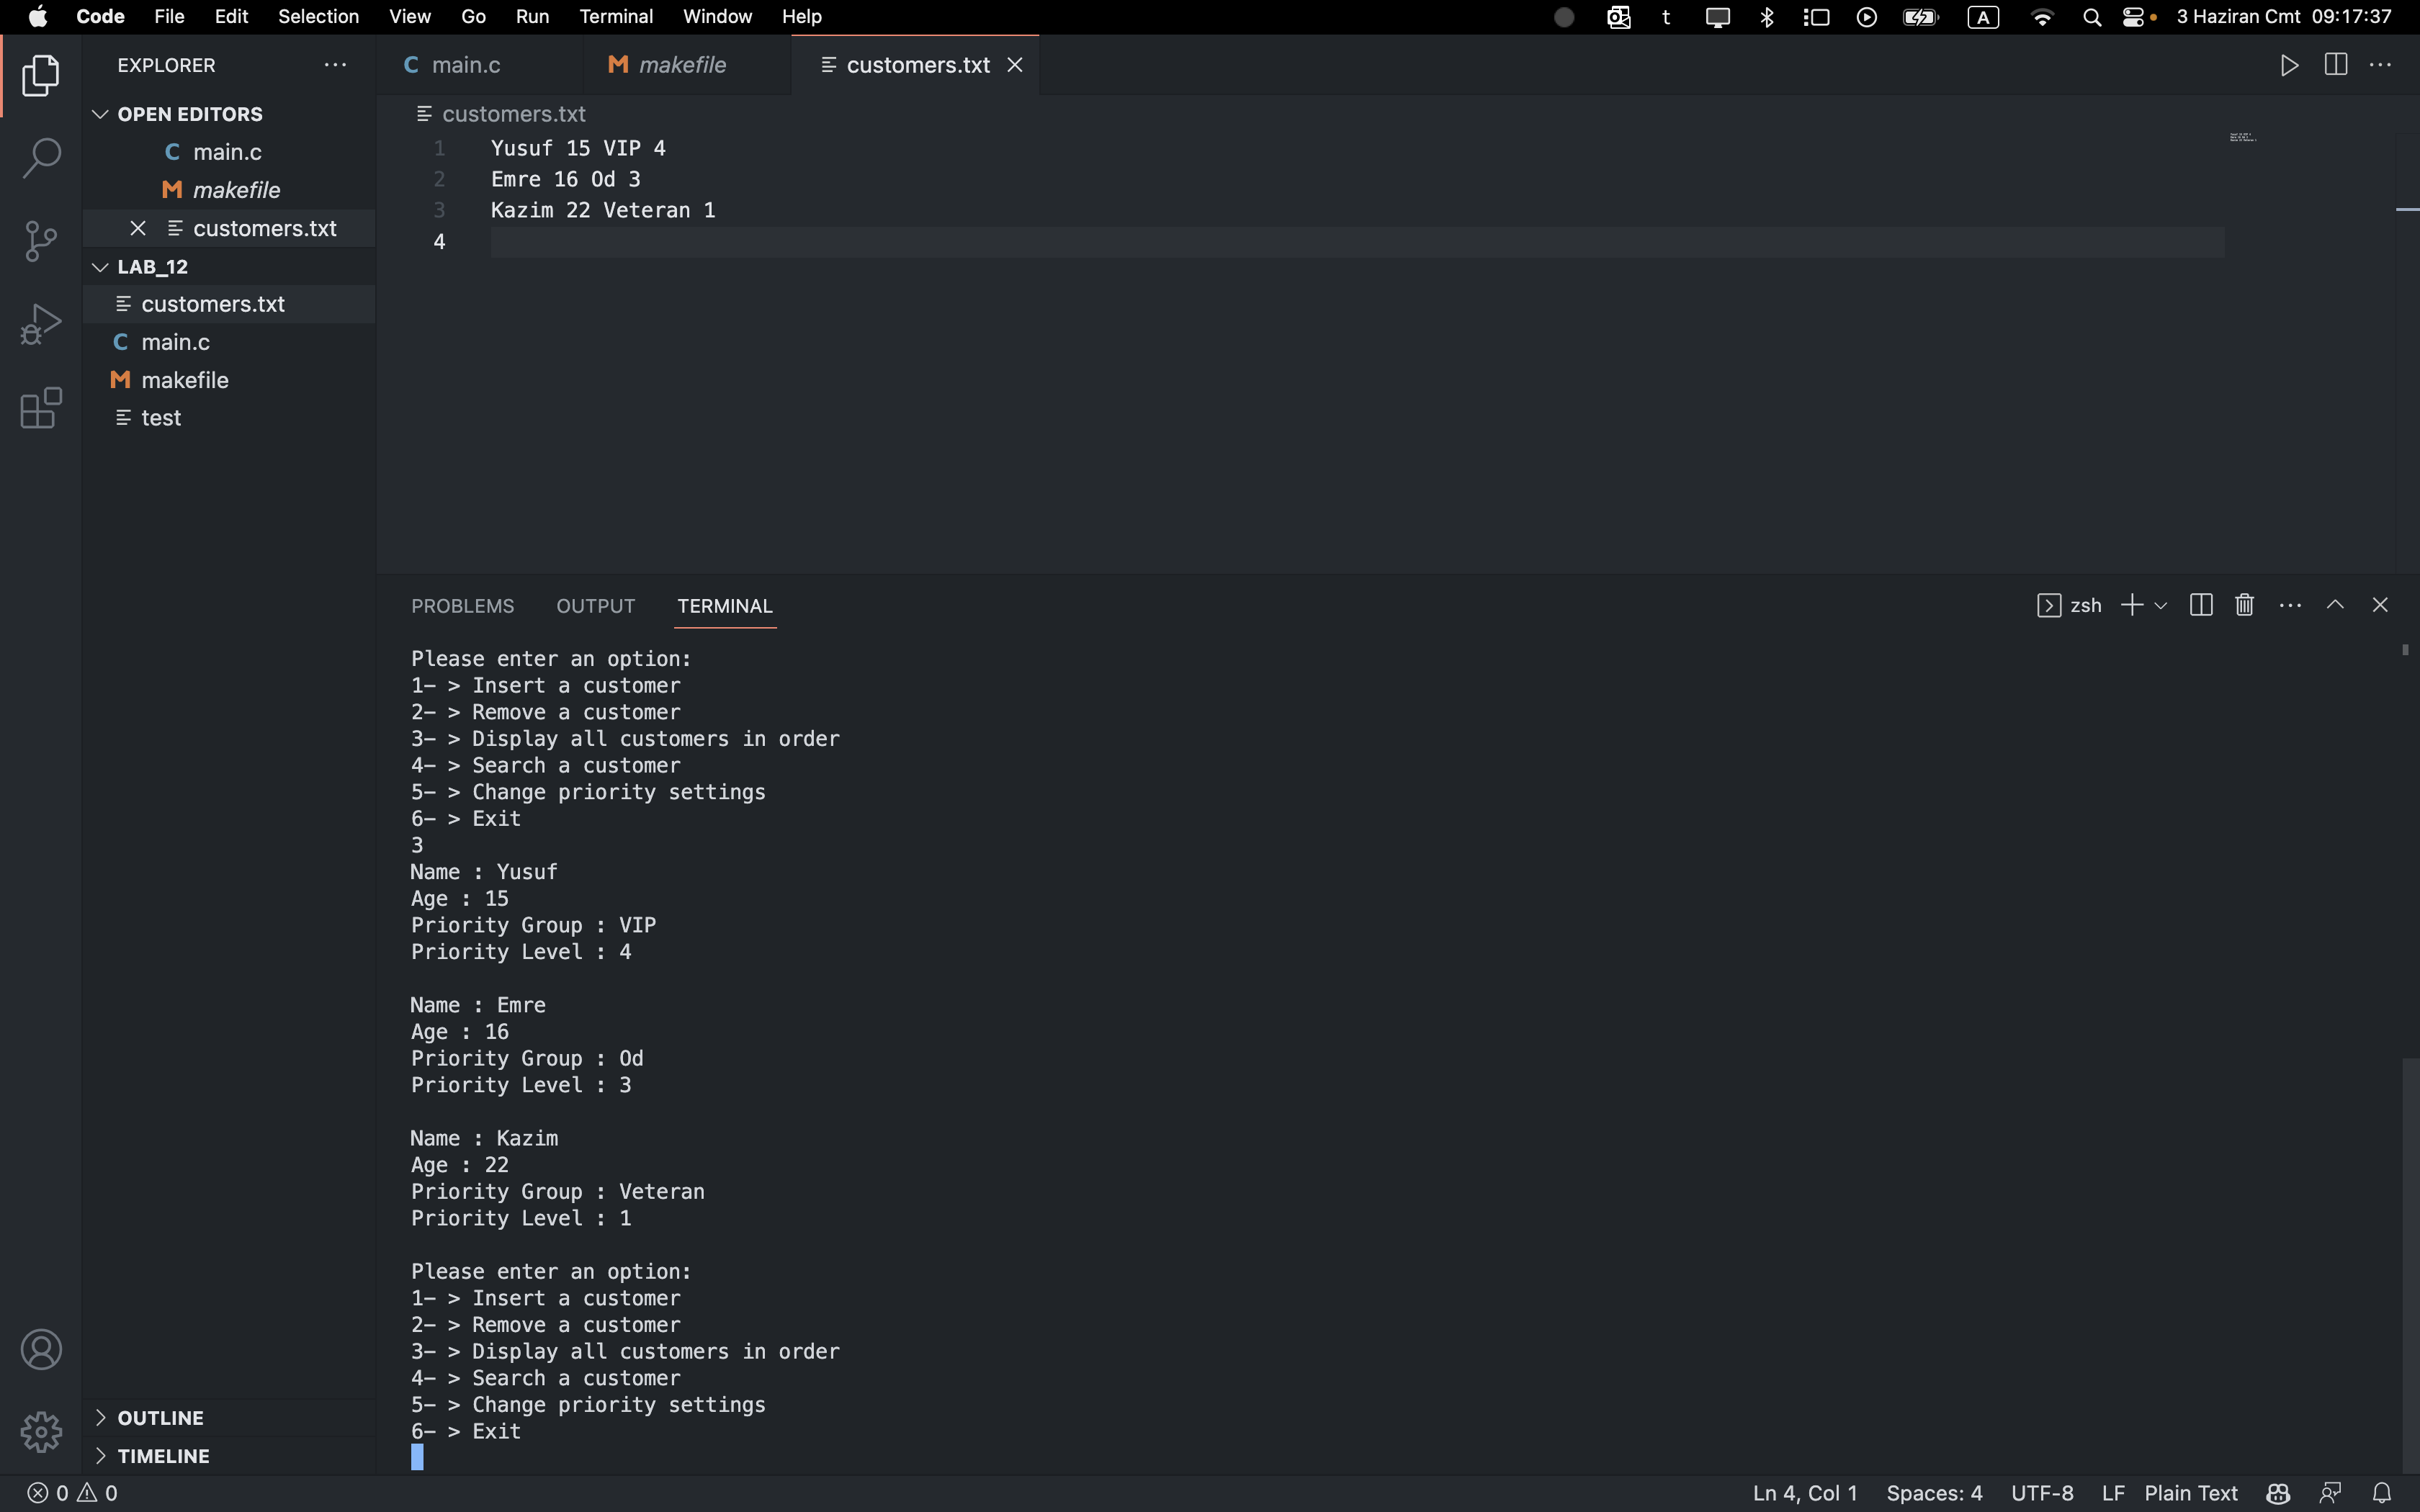 Code File Edit Selection View Go Run Terminal Window Help
t A 3 Haziran Cmt 09:17:37
EXPLORER
OPEN EDITORS
C main.c
M makefile
customers.txt
LAB_12
customers.txt
C main.c
M makefile
test
OUTLINE
TIMELINE
C main.c M makefile customers.txt
customers.txt
1 Yusuf 15 VIP 4
2 Emre 16 Od 3
3 Kazim 22 Veteran 1
4
PROBLEMS OUTPUT TERMINAL
zsh
Please enter an option:
1- > Insert a customer
2- > Remove a customer
3- > Display all customers in order
4- > Search a customer
5- > Change priority settings
6- > Exit
3
Name : Yusuf
Age : 15
Priority Group : VIP
Priority Level : 4
Name : Emre
Age : 16
Priority Group : Od
Priority Level : 3
Name : Kazim
Age : 22
Priority Group : Veteran
Priority Level : 1
Please enter an option:
1- > Insert a customer
2- > Remove a customer
3- > Display all customers in order
4- > Search a customer
5- > Change priority settings
6- > Exit
0 0
Ln 4, Col 1 Spaces: 4 UTF-8 LF Plain Text